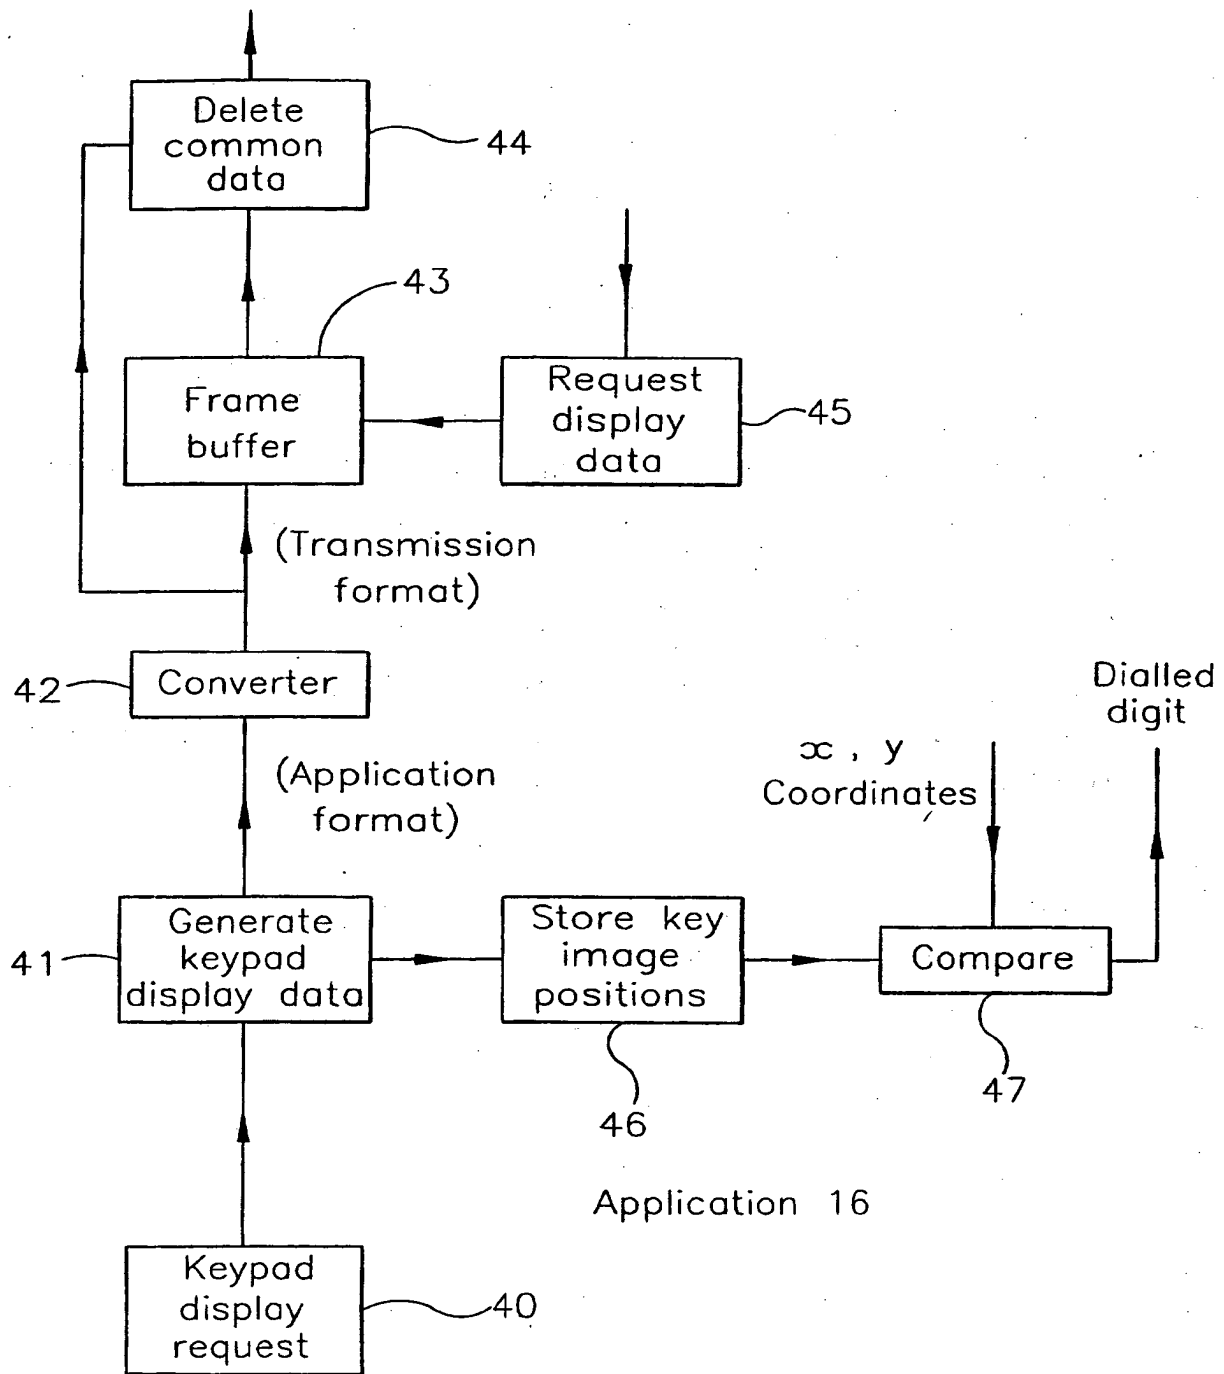 Delete
common
data
44
43
Frame
buffer
Request
display
data
45
(Transmission
format)
42
Converter
Dialled
digit
(Application
format)
x , y
Coordinates
41
Generate
keypad
display data
Store key
image
positions
Compare
46
47
Application 16
Keypad
display
request
40